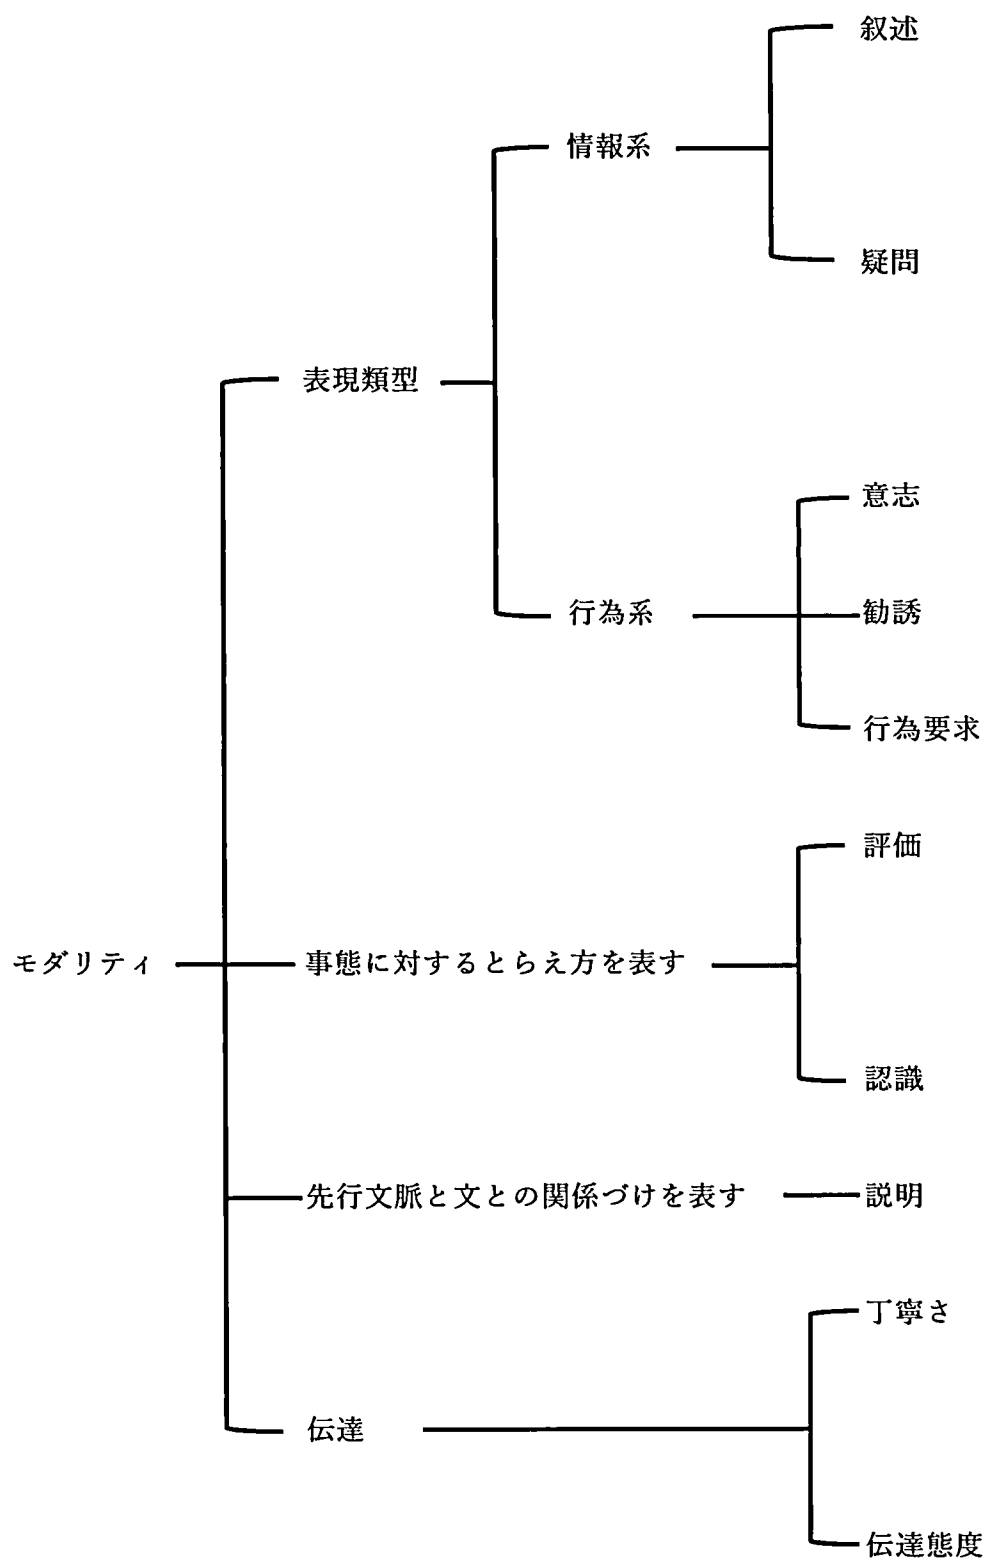 叙述
情報系
疑問
表現類型
意志
行為系
勧誘
行為要求
評価
モダリティ
事態に対するとらえ方を表す
認識
先行文脈と文との関係づけを表す
説明
丁寧さ
伝達
伝達態度